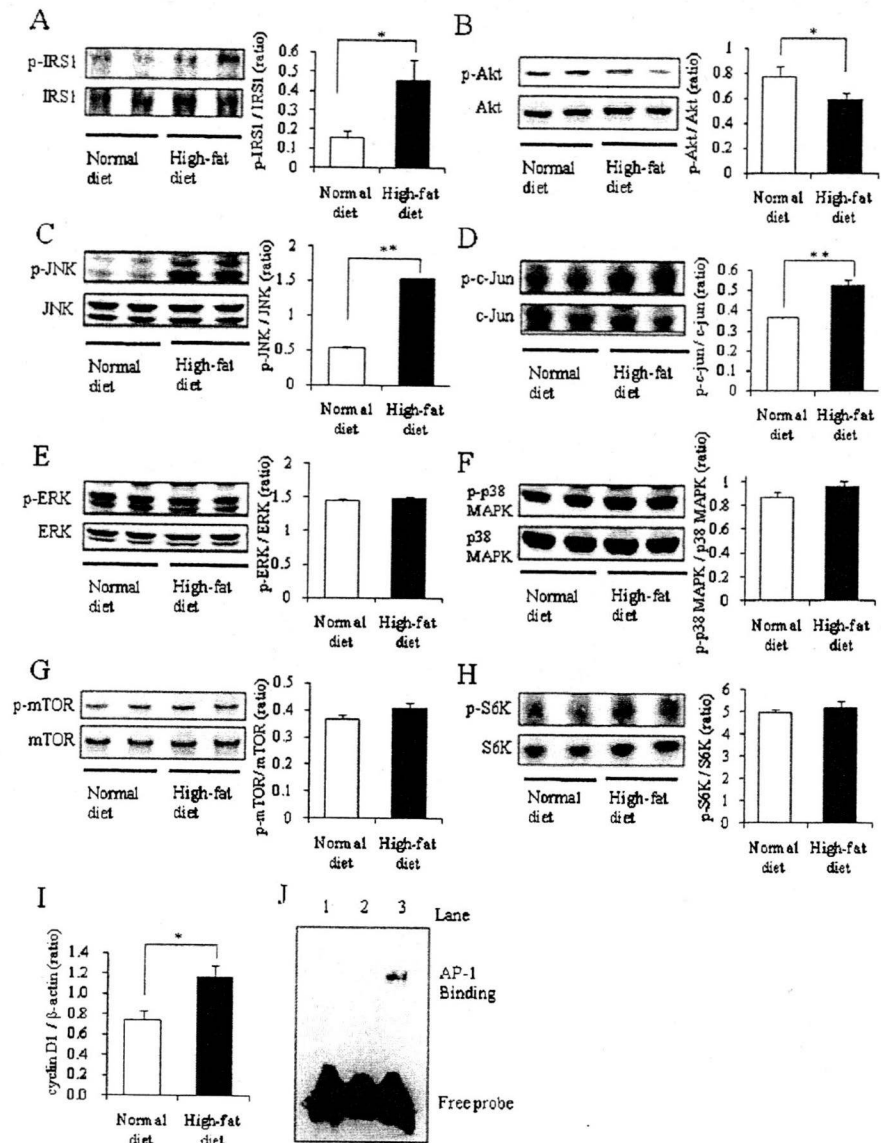 A
p-IRS1
IRS1
Normal diet
High-fat diet
p-IRS1 / IRS1 (ratio)
0.6
0.5
0.4
0.3
0.2
0.1
0
*
Normal diet
High-fat diet
B
p-Akt
Akt
Normal diet
High-fat diet
p-Akt/ Akt (ratio)
1
0.8
0.6
0.4
0.2
0
*
Normal diet
High-fat diet
C
p-JNK
JNK
Normal diet
High-fat diet
p-JNK / JNK (ratio)
2
1.5
1
0.5
0
**
Normal diet
High-fat diet
D
p-c-Jun
c-Jun
Normal diet
High-fat diet
p-c-jun/ c-jun (ratio)
0.6
0.5
0.4
0.3
0.2
0.1
0
**
Normal diet
High-fat diet
E
p-ERK
ERK
Normal diet
High-fat diet
p-ERK / ERK (ratio)
2
1.5
1
0.5
0
Normal diet
High-fat diet
F
p-p38 MAPK
p38 MAPK
Normal diet
High-fat diet
p-p38 MAPK / p38 MAPK (ratio)
1
0.8
0.6
0.4
0.2
0
Normal diet
High-fat diet
G
p-mTOR
mTOR
Normal diet
High-fat diet
p-mTOR/ mTOR (ratio)
0.5
0.4
0.3
0.2
0.1
0
Normal diet
High-fat diet
H
p-S6K
S6K
Normal diet
High-fat diet
p-S6K / S6K (ratio)
6
5
4
3
2
1
0
Normal diet
High-fat diet
I
cyclin D1 / β-actin (ratio)
1.4
1.2
1.0
0.8
0.6
0.4
0.2
0.0
*
Normal diet
High-fat diet
J
1 2 3 Lane
AP-1 Binding
Free probe